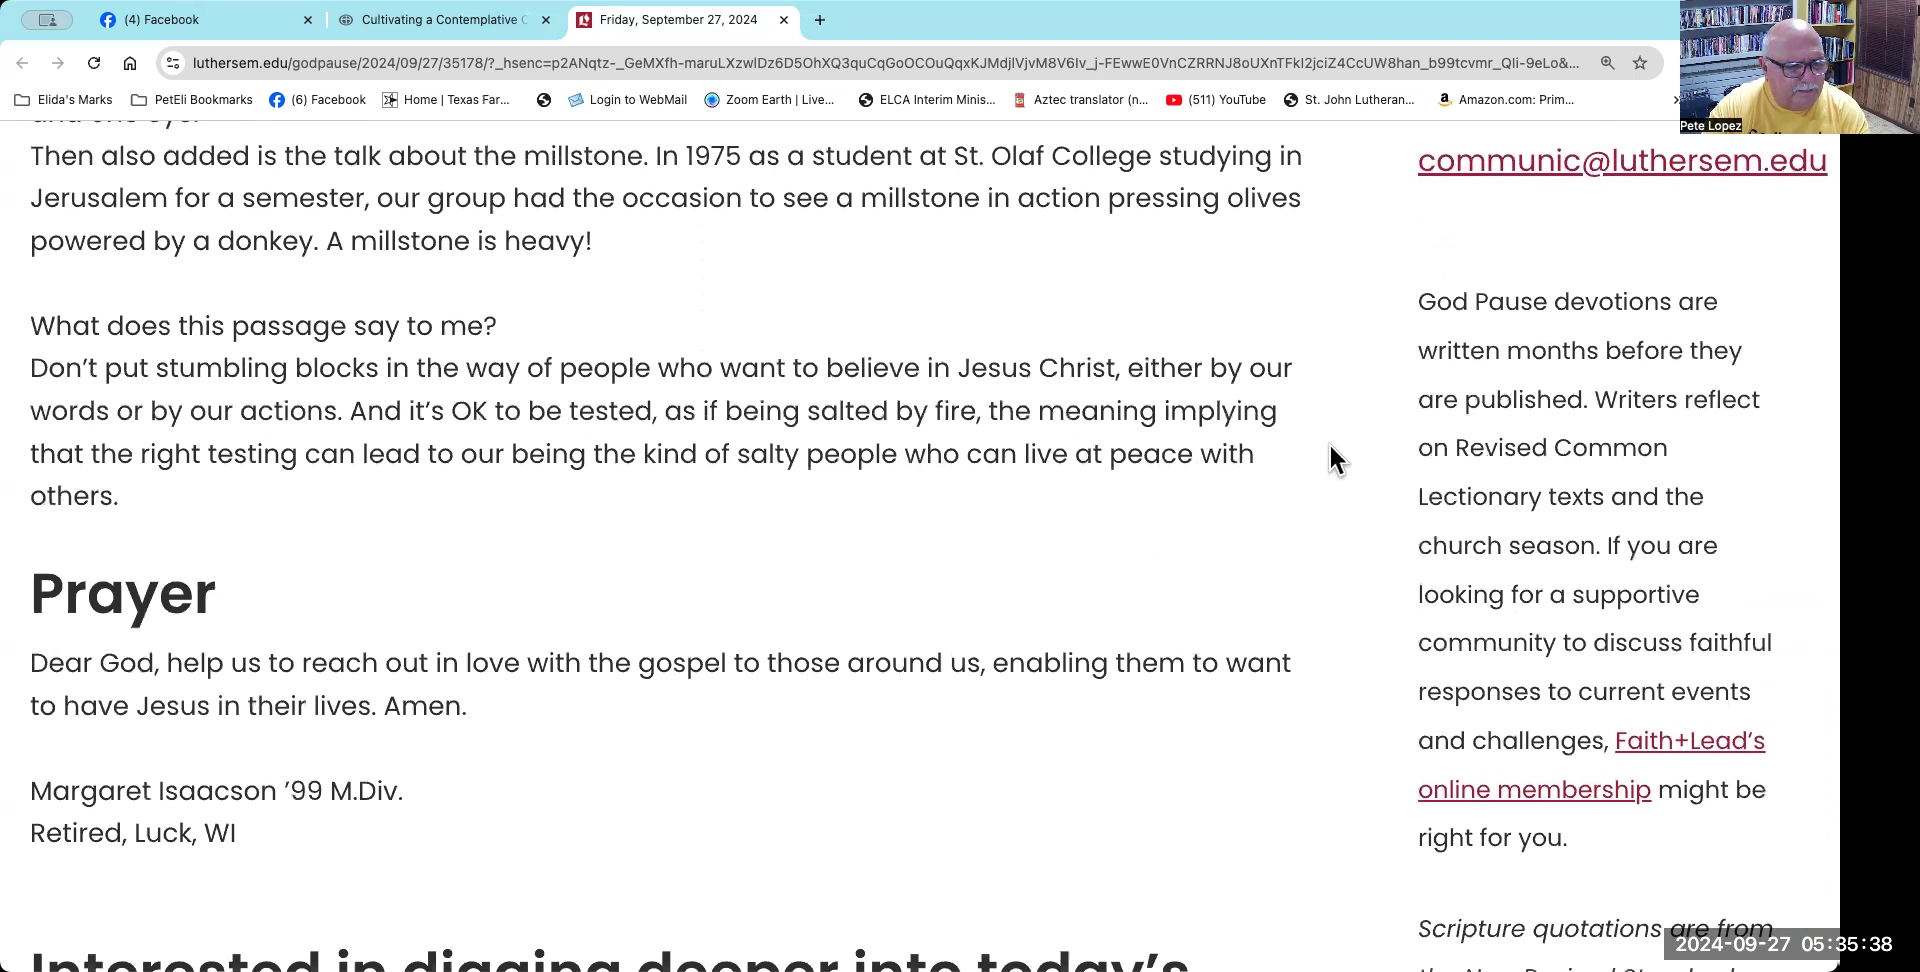 (4) Facebook
Cultivating a Contemplative
Friday, September 27, 2024
luthersem.edu/godpause/2024/09/27/35178/?_hsenc=p2ANqtz-_GeMXfh-maruLXzwIDz6D5OhXQ3quCqGoOCOuQqxKJMdjlVjvM8V6Iv_j-FEwwE0VnCZRRNJ8oUXnTFkI2jciZ4CcUW8han_b99tcvmr_Qli-9eLo&...
Elida's Marks
PetEli Bookmarks
(6) Facebook
Home | Texas Far...
Login to WebMail
Zoom Earth | Live...
ELCA Interim Minis...
Aztec translator (n...
(511) YouTube
St. John Lutheran...
Amazon.com: Prim...
Pete Lopez
and one eye.
Then also added is the talk about the millstone. In 1975 as a student at St. Olaf College studying in
Jerusalem for a semester, our group had the occasion to see a millstone in action pressing olives
powered by a donkey. A millstone is heavy!
What does this passage say to me?
Don’t put stumbling blocks in the way of people who want to believe in Jesus Christ, either by our
words or by our actions. And it’s OK to be tested, as if being salted by fire, the meaning implying
that the right testing can lead to our being the kind of salty people who can live at peace with
others.
Prayer
Dear God, help us to reach out in love with the gospel to those around us, enabling them to want
to have Jesus in their lives. Amen.
Margaret Isaacson ’99 M.Div.
Retired, Luck, WI
Interested in digging deeper into today’s
communic@luthersem.edu
God Pause devotions are
written months before they
are published. Writers reflect
on Revised Common
Lectionary texts and the
church season. If you are
looking for a supportive
community to discuss faithful
responses to current events
and challenges, Faith+Lead’s
online membership might be
right for you.
Scripture quotations are from
2024-09-27 05:35:38